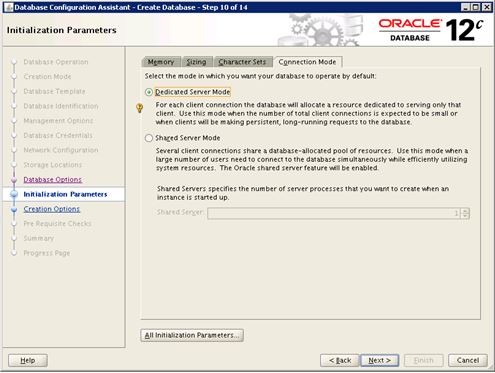 Database Configuration Assistant - Create Database - Step 10 of 14
Initialization Parameters
ORACLE
DATABASE
12c
Database Operation
Creation Mode
Database Template
Database Identification
Management Options
Database Credentials
Network Configuration
Storage Locations
Database Options
Initialization Parameters
Creation Options
Pre Requisite Checks
Summary
Progress Page
Memory Sizing Character Sets Connection Mode
Select the mode in which you want your database to operate by default:
Dedicated Server Mode
For each client connection the database will allocate a resource dedicated to serving only that
client. Use this mode when the number of total client connections is expected to be small or
when clients will be making persistent, long-running requests to the database.
Shared Server Mode
Several client connections share a database-allocated pool of resources. Use this mode when a
large number of users need to connect to the database simultaneously while efficiently utilizing
system resources. The Oracle shared server feature will be enabled.
Shared Servers specifies the number of server processes that you want to create when an
instance is started up.
Shared Server: 1
All Initialization Parameters...
Help < Back Next > Finish Cancel